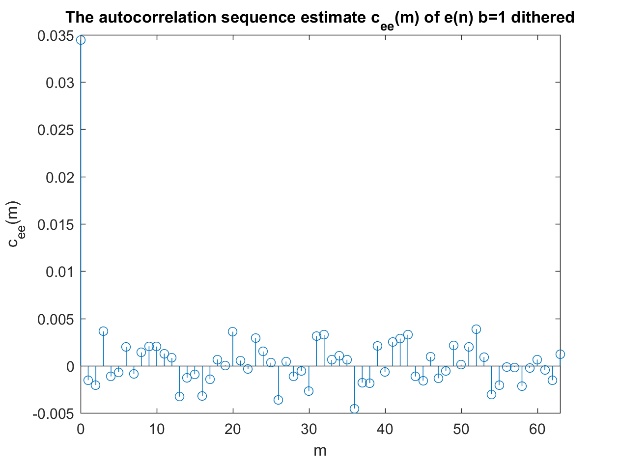 The autocorrelation sequence estimate c_ee(m) of e(n) b=1 dithered
0.035
0.03
0.025
0.02
0.015
0.01
0.005
0
-0.005
c_ee(m)
0 10 20 30 40 50 60
m